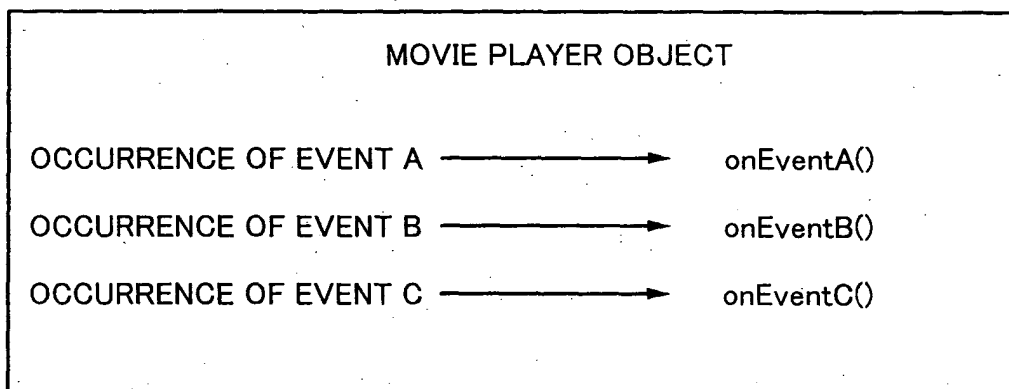 MOVIE PLAYER OBJECT
OCCURRENCE OF EVENT A onEventA()
OCCURRENCE OF EVENT B onEventB()
OCCURRENCE OF EVENT C onEventC()